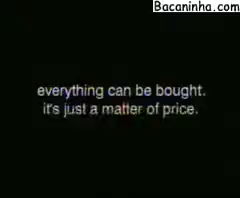 Bacaninha.com
everything can be bought.
it's just a matter of price.